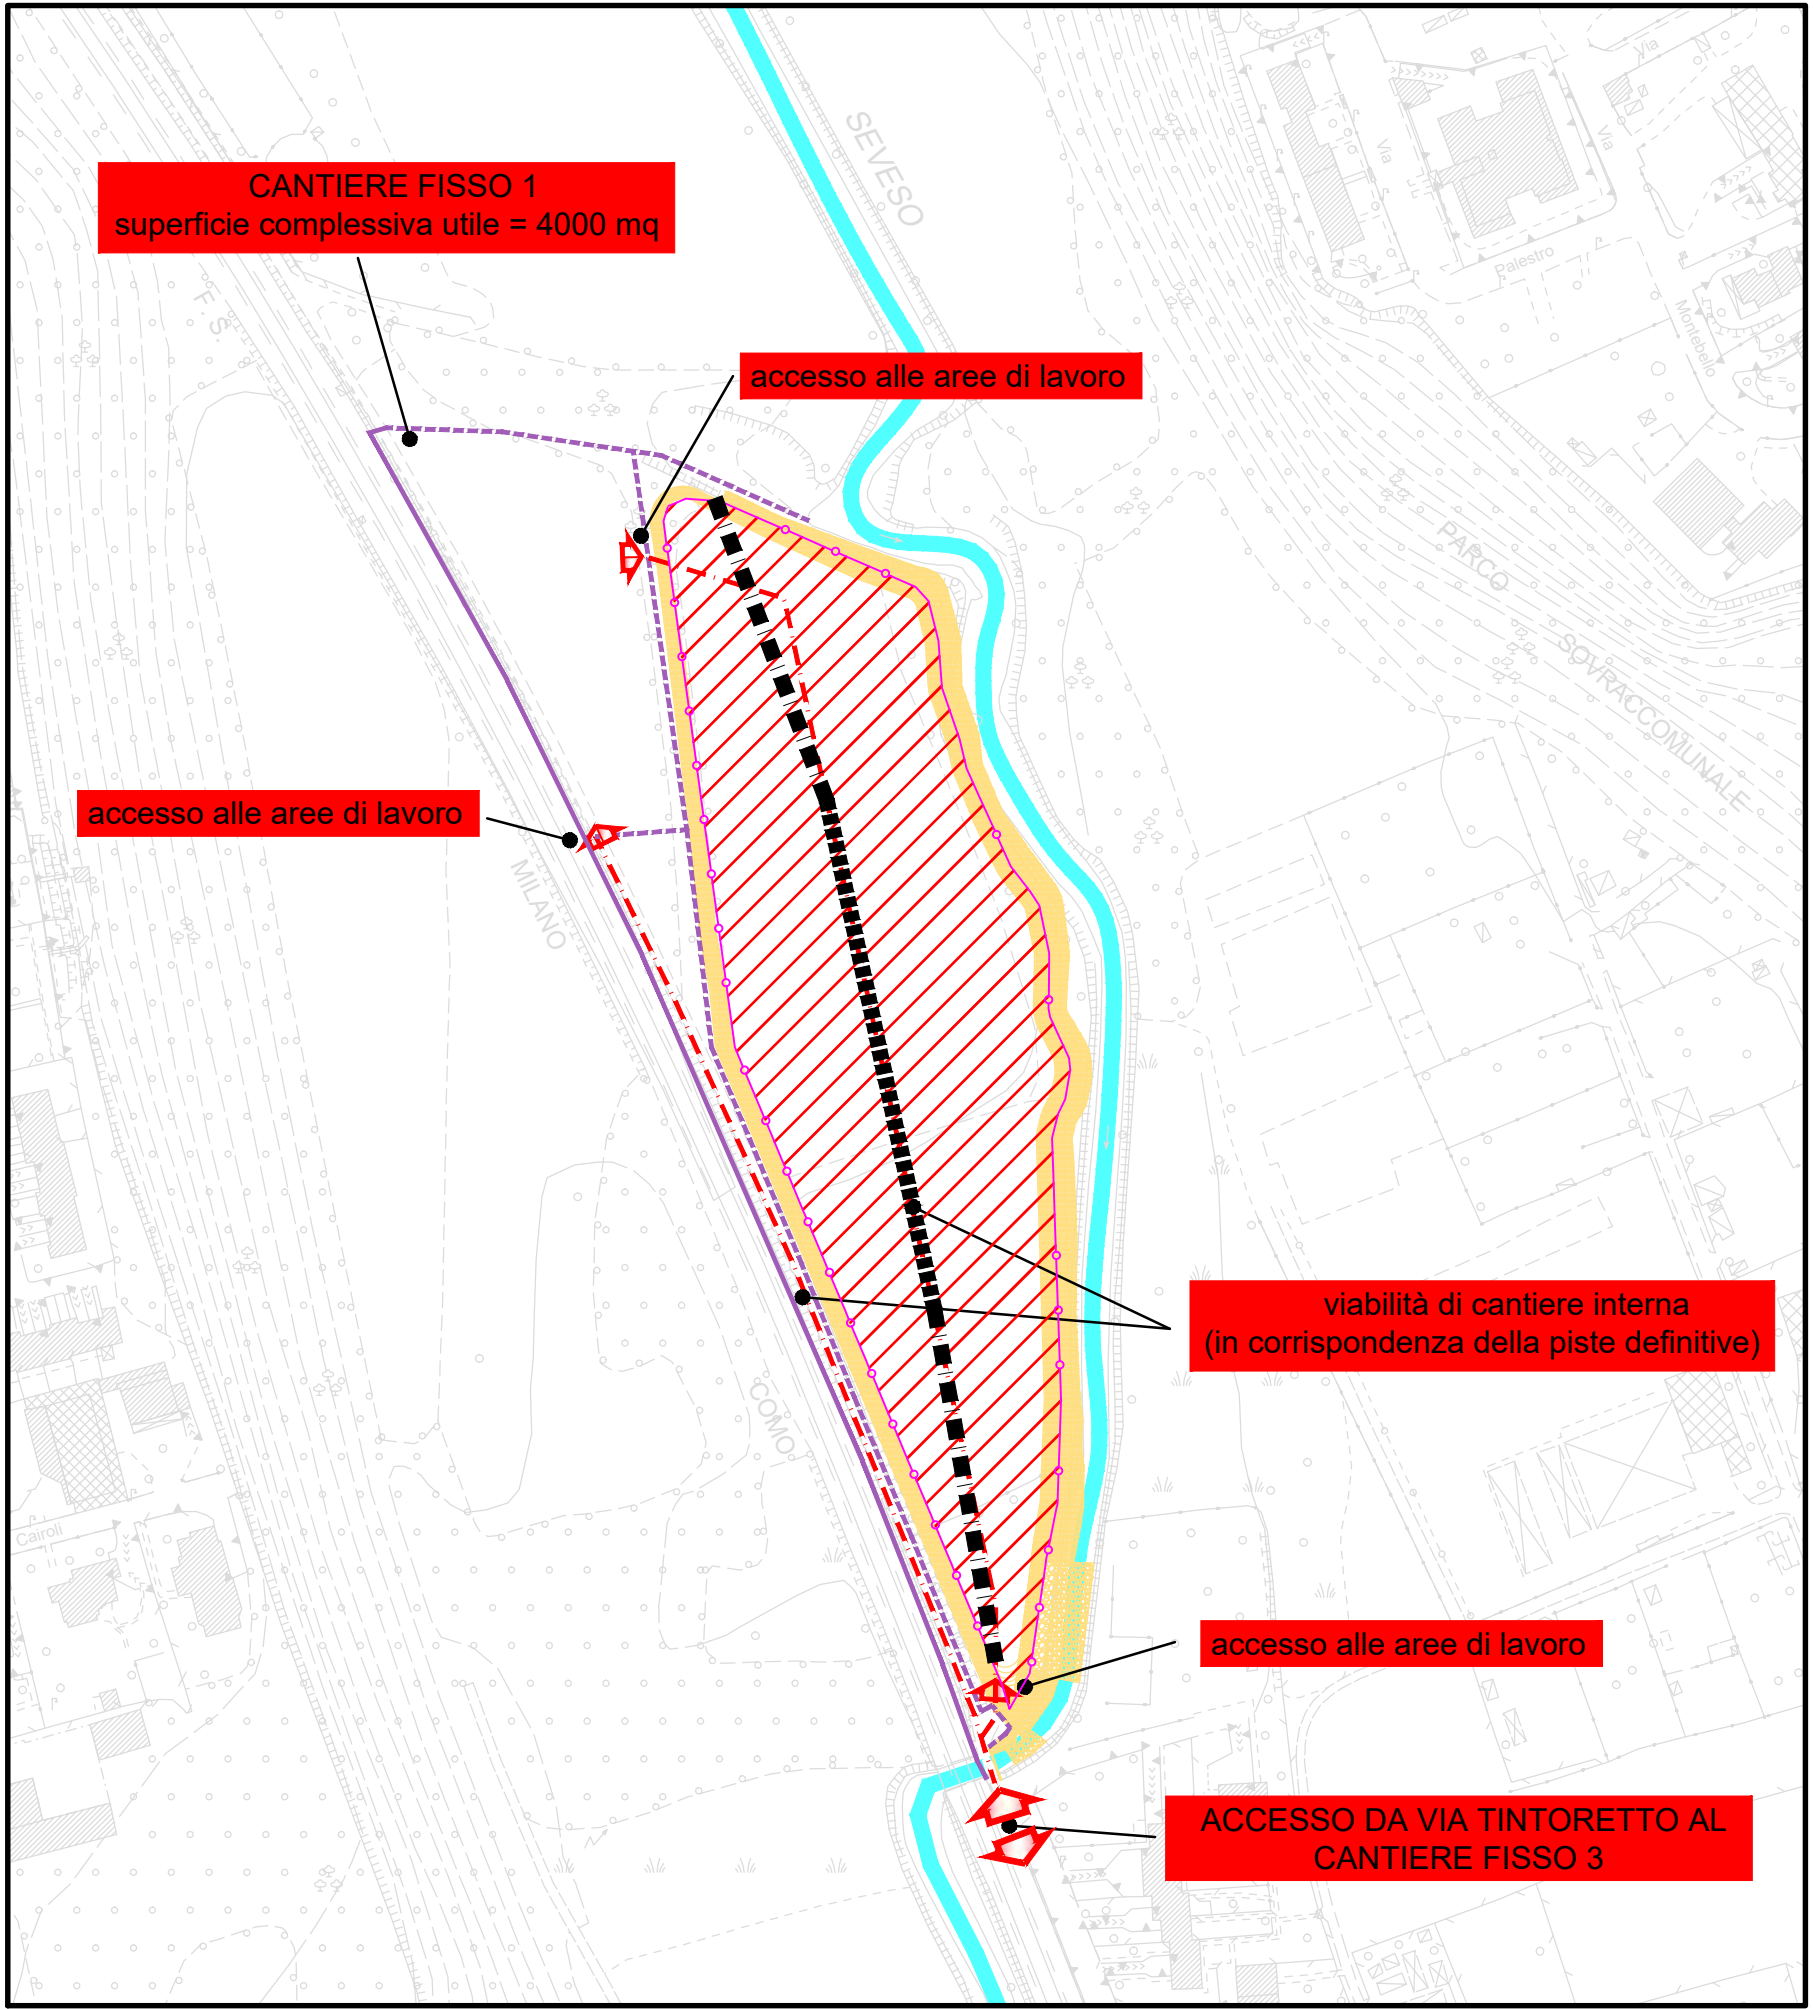 Via
SEVESO
Via
Via
CANTIERE FISSO 1
superficie complessiva utile = 4000 mq
Palestro
F. S.
Montebello
accesso alle aree di lavoro
PARCO
SOVRACCOMUNALE
accesso alle aree di lavoro
MILANO
viabilità di cantiere interna
(in corrispondenza della piste definitive)
COMO
Cairoli
accesso alle aree di lavoro
ACCESSO DA VIA TINTORETTO AL
CANTIERE FISSO 3